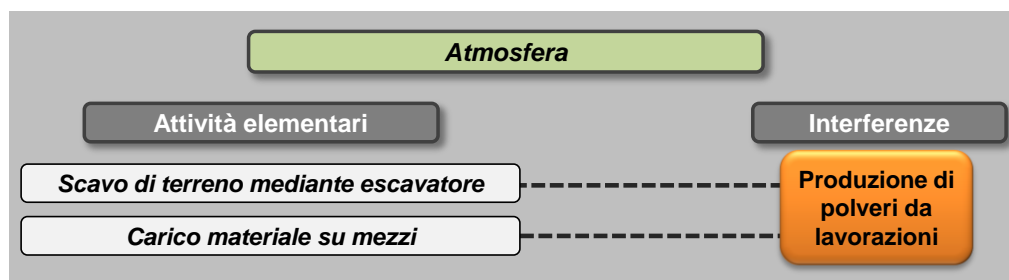 Atmosfera
Attività elementari
Interferenze
Scavo di terreno mediante escavatore
Carico materiale su mezzi
Produzione di
polveri da
lavorazioni